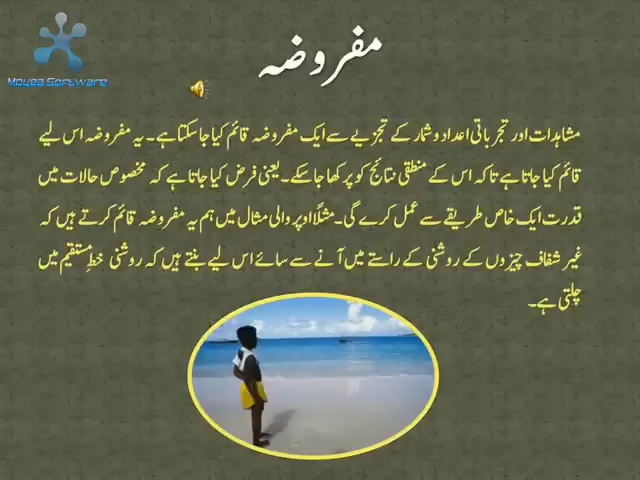 Moyea Software
مفروضہ
مشاہدات اور تجرباتی اعداد و شمار کے تجزیے سے ایک مفروضہ قائم کیا جا سکتا ہے۔ یہ مفروضہ اس لیے
قائم کیا جاتا ہے تاکہ اس کے منطقی نتائج کو پرکھا جا سکے۔ یعنی فرض کیا جاتا ہے کہ مخصوص حالات میں
قدرت ایک خاص طریقے سے عمل کرے گی۔ مثلاً اوپر والی مثال میں ہم یہ مفروضہ قائم کرتے ہیں کہ
غیر شفاف چیزوں کے روشنی کے راستے میں آنے سے سائے اس لیے بنتے ہیں کہ روشنی خطِ مستقیم میں
چلتی ہے۔